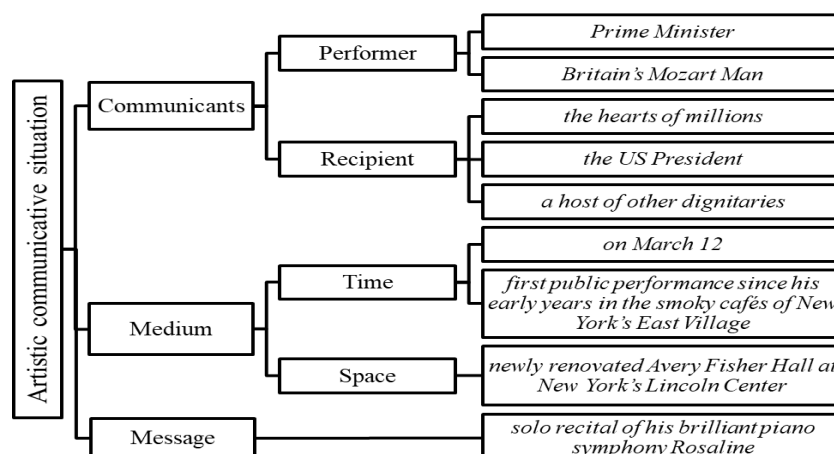 Artistic communicative situation
Communicants
Performer
Prime Minister
Britain's Mozart Man
Recipient
the hearts of millions
the US President
a host of other dignitaries
Medium
Time
on March 12
first public performance since his
early years in the smoky cafés of New
York's East Village
Space
newly renovated Avery Fisher Hall at
New York's Lincoln Center
Message
solo recital of his brilliant piano
symphony Rosaline